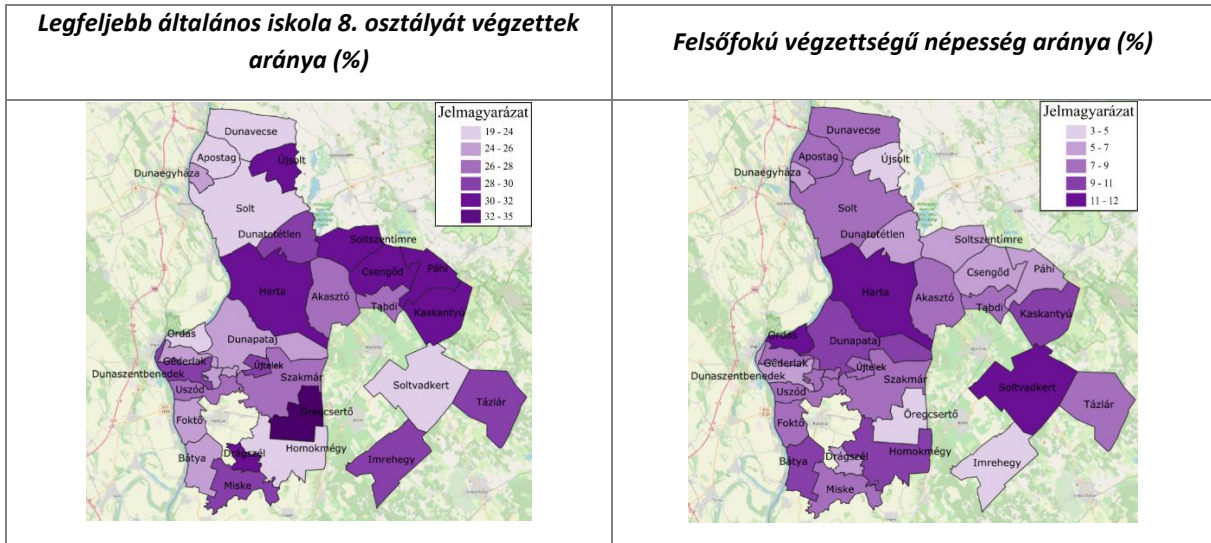 Legfeljebb általános iskola 8. osztályát végzettek
aránya (%)
Felsőfokú végzettségű népesség aránya (%)
Jelmagyarázat
19 - 24
24 - 26
26 - 28
28 - 30
30 - 32
32 - 35
Dunavecse
Apostag
Újsolt
Dunaegyháza
Solt
Dunatetétlen
Soltszentimre
Csengőd
Páhi
Harta
Akasztó
Tabdi
Kaskantyú
Ordas
Dunapataj
Géderlak
Dunaszentbenedek
Újtelek
Uszód
Szakmár
Soltvadkert
Tázlár
Öregcsertő
Foktő
Homokmégy
Bátya
Drágszél
Imrehegy
Miske
Jelmagyarázat
3 - 5
5 - 7
7 - 9
9 - 11
11 - 12
Dunavecse
Apostag
Újsolt
Dunaegyháza
Solt
Dunatetétlen
Soltszentimre
Csengőd
Páhi
Harta
Akasztó
Tabdi
Kaskantyú
Ordas
Dunapataj
Géderlak
Dunaszentbenedek
Újtelek
Uszód
Szakmár
Soltvadkert
Tázlár
Öregcsertő
Foktő
Homokmégy
Bátya
Drágszél
Imrehegy
Miske